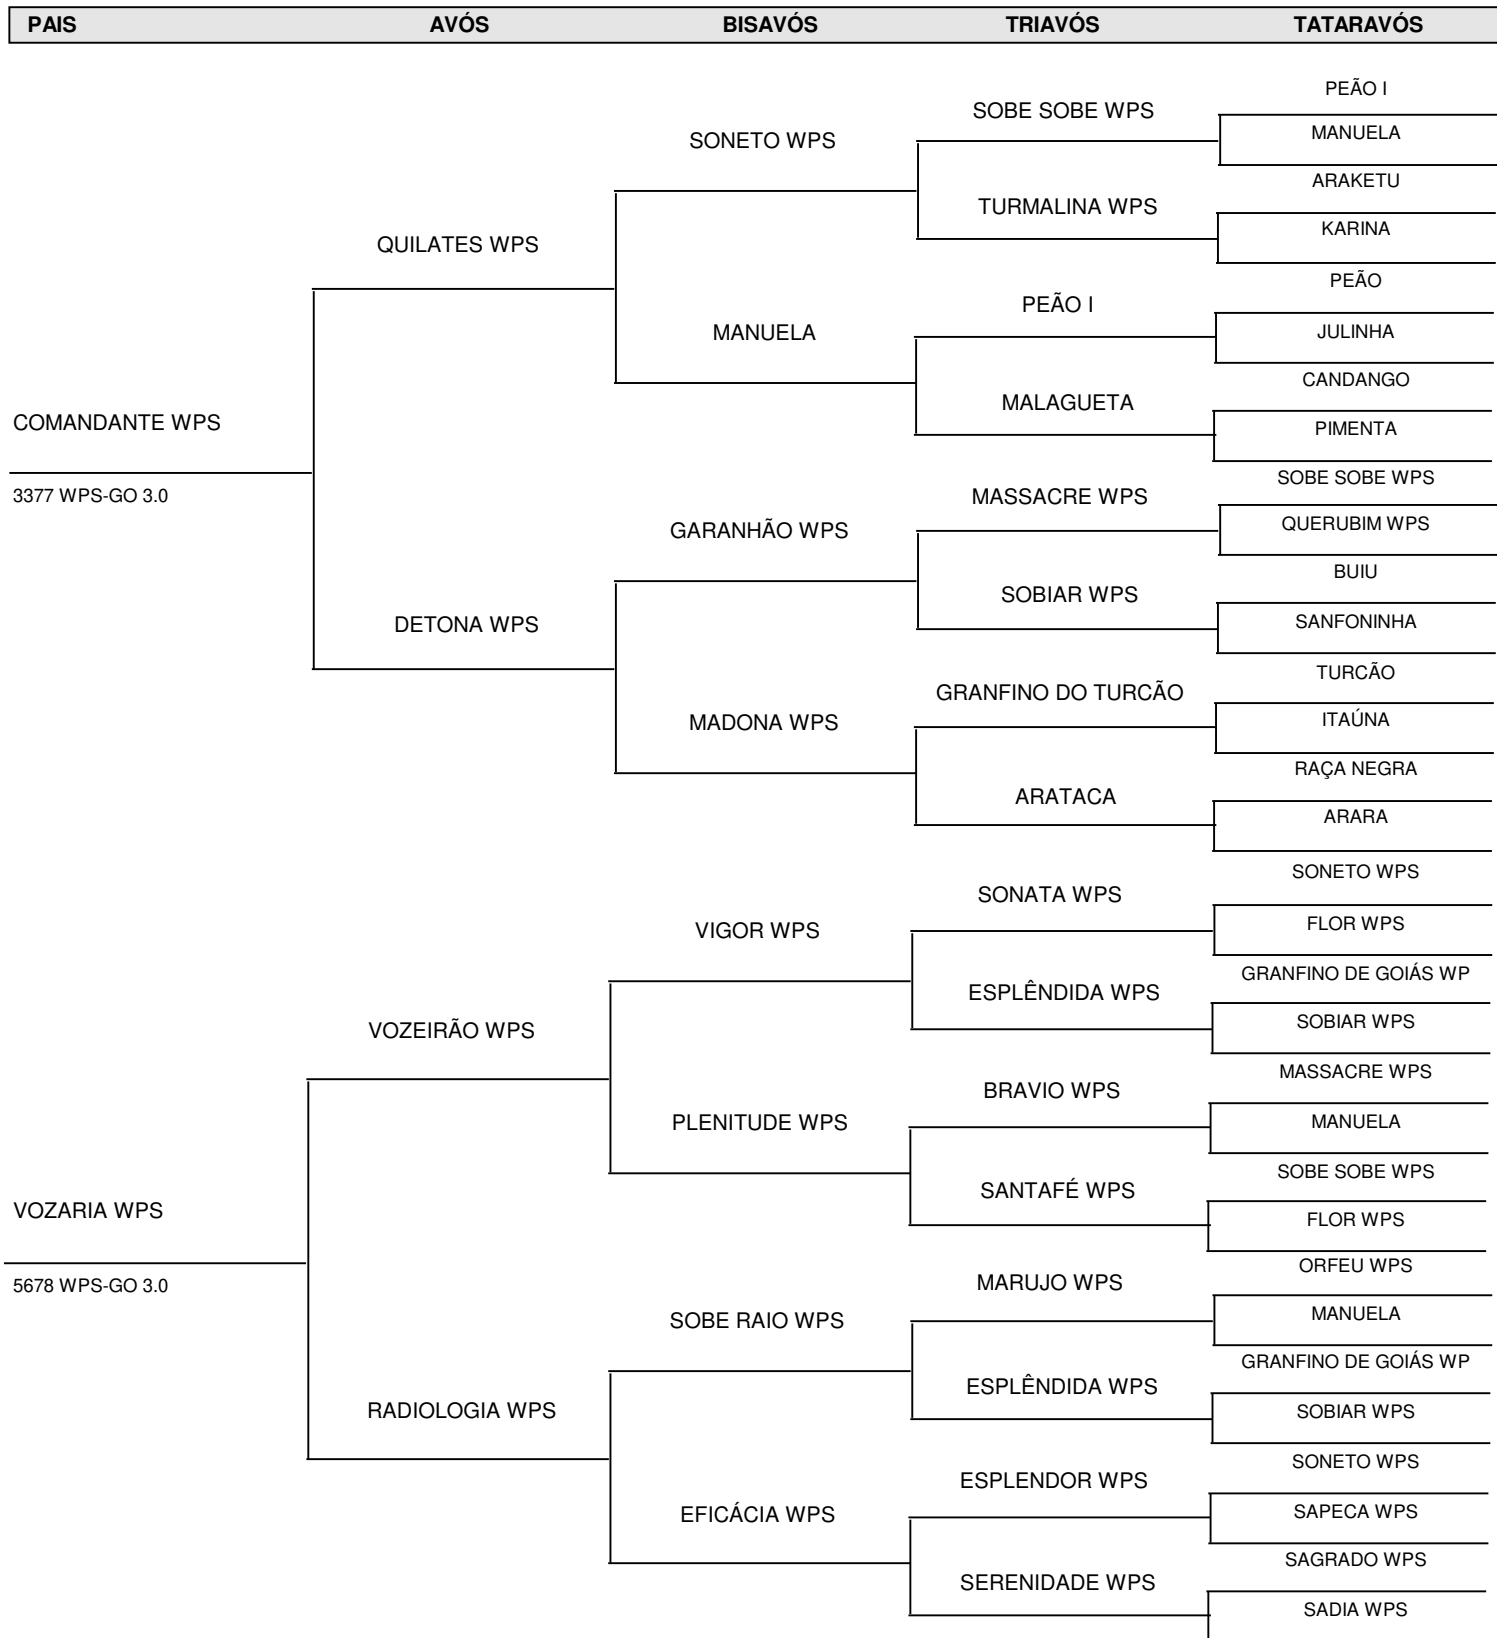 PAIS AVÓS BISAVÓS TRIAVÓS TATARAVÓS
PEÃO I
SOBE SOBE WPS
MANUELA
SONETO WPS
ARAKETU
TURMALINA WPS
KARINA
QUILATES WPS
PEÃO
PEÃO I
JULINHA
MANUELA
CANDANGO
MALAGUETA
PIMENTA
COMANDANTE WPS
3377 WPS-GO 3.0
SOBE SOBE WPS
MASSACRE WPS
QUERUBIM WPS
GARANHÃO WPS
BUIU
SOBIAR WPS
SANFONINHA
DETONA WPS
TURCÃO
GRANFINO DO TURCÃO
ITAÚNA
MADONA WPS
RAÇA NEGRA
ARATACA
ARARA
SONETO WPS
SONATA WPS
FLOR WPS
VIGOR WPS
GRANFINO DE GOIÁS WP
ESPLÊNDIDA WPS
SOBIAR WPS
VOZEIRÃO WPS
MASSACRE WPS
BRAVIO WPS
MANUELA
PLENITUDE WPS
SOBE SOBE WPS
SANTAFÉ WPS
FLOR WPS
VOZARIA WPS
5678 WPS-GO 3.0
ORFEU WPS
MARUJO WPS
MANUELA
SOBE RAIO WPS
GRANFINO DE GOIÁS WP
ESPLÊNDIDA WPS
SOBIAR WPS
RADIOLOGIA WPS
SONETO WPS
ESPLENDOR WPS
SAPECA WPS
EFICÁCIA WPS
SAGRADO WPS
SERENIDADE WPS
SADIA WPS